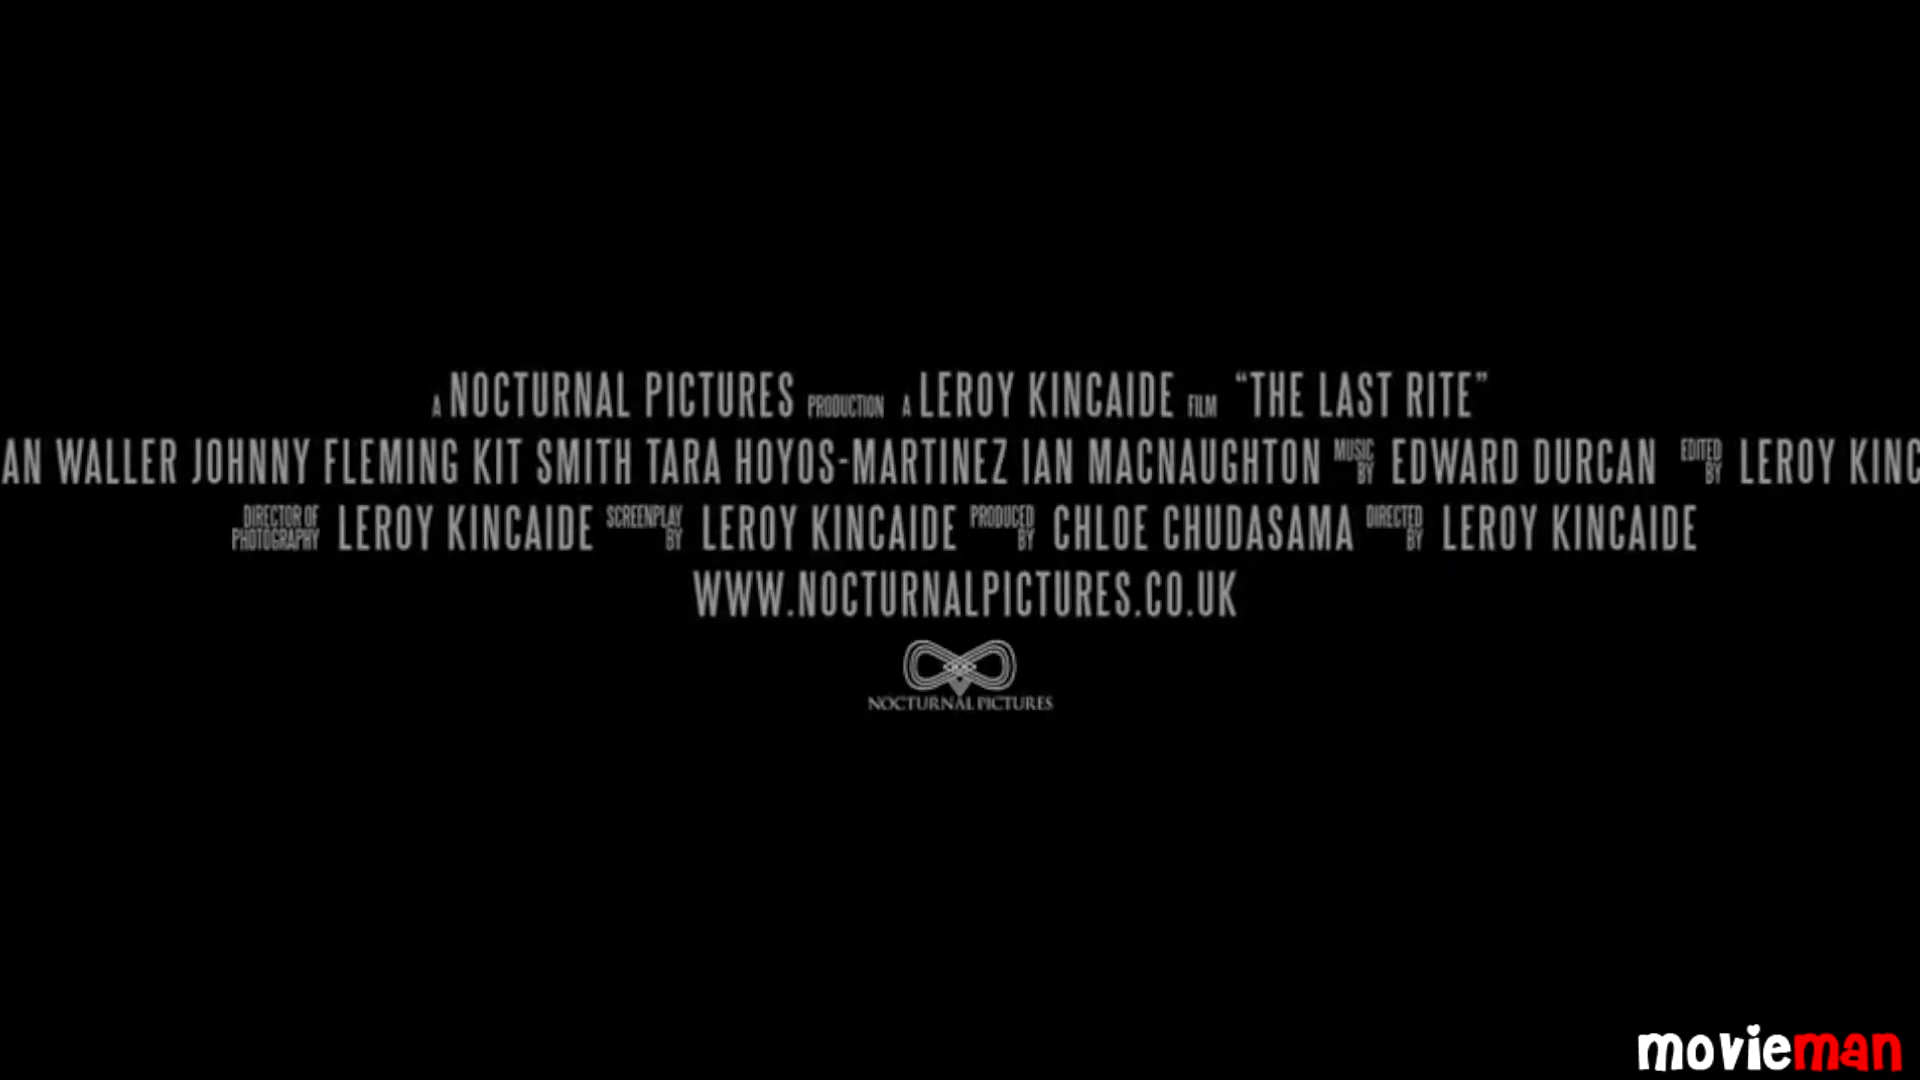 A NOCTURNAL PICTURES PRODUCTION A LEROY KINCAIDE FILM “THE LAST RITE”
AN WALLER JOHNNY FLEMING KIT SMITH TARA HOYOS-MARTINEZ IAN MACNAUGHTON MUSIC BY EDWARD DURCAN EDITED BY LEROY KINC
DIRECTOR OF PHOTOGRAPHY LEROY KINCAIDE SCREENPLAY BY LEROY KINCAIDE PRODUCED BY CHLOE CHUDASAMA DIRECTED BY LEROY KINCAIDE
WWW.NOCTURNALPICTURES.CO.UK
NOCTURNAL PICTURES
movieman